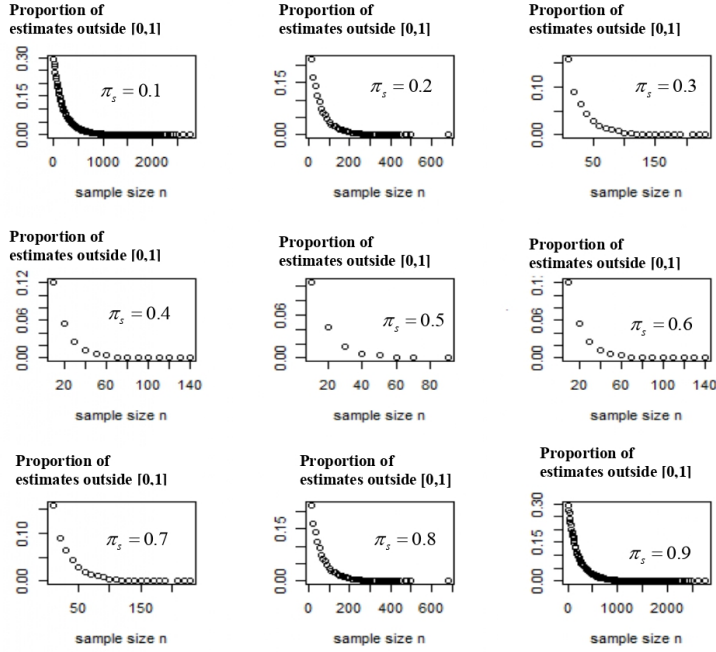 Proportion of
estimates outside [0,1]
0.30
0.15
0.00
π_s = 0.1
0 1000 2000
sample size n
Proportion of
estimates outside [0,1]
0.15
0.00
π_s = 0.2
0 200 400 600
sample size n
Proportion of
estimates outside [0,1]
0.10
0.00
π_s = 0.3
50 150
sample size n
Proportion of
estimates outside [0,1]
0.12
0.06
0.00
π_s = 0.4
20 60 100 140
sample size n
Proportion of
estimates outside [0,1]
0.06
0.00
π_s = 0.5
20 40 60 80
sample size n
Proportion of
estimates outside [0,1]
0.06
0.00
π_s = 0.6
20 60 100 140
sample size n
Proportion of
estimates outside [0,1]
0.10
0.00
π_s = 0.7
50 150
sample size n
Proportion of
estimates outside [0,1]
0.15
0.00
π_s = 0.8
0 200 400 600
sample size n
Proportion of
estimates outside [0,1]
0.30
0.15
0.00
π_s = 0.9
0 1000 2000
sample size n